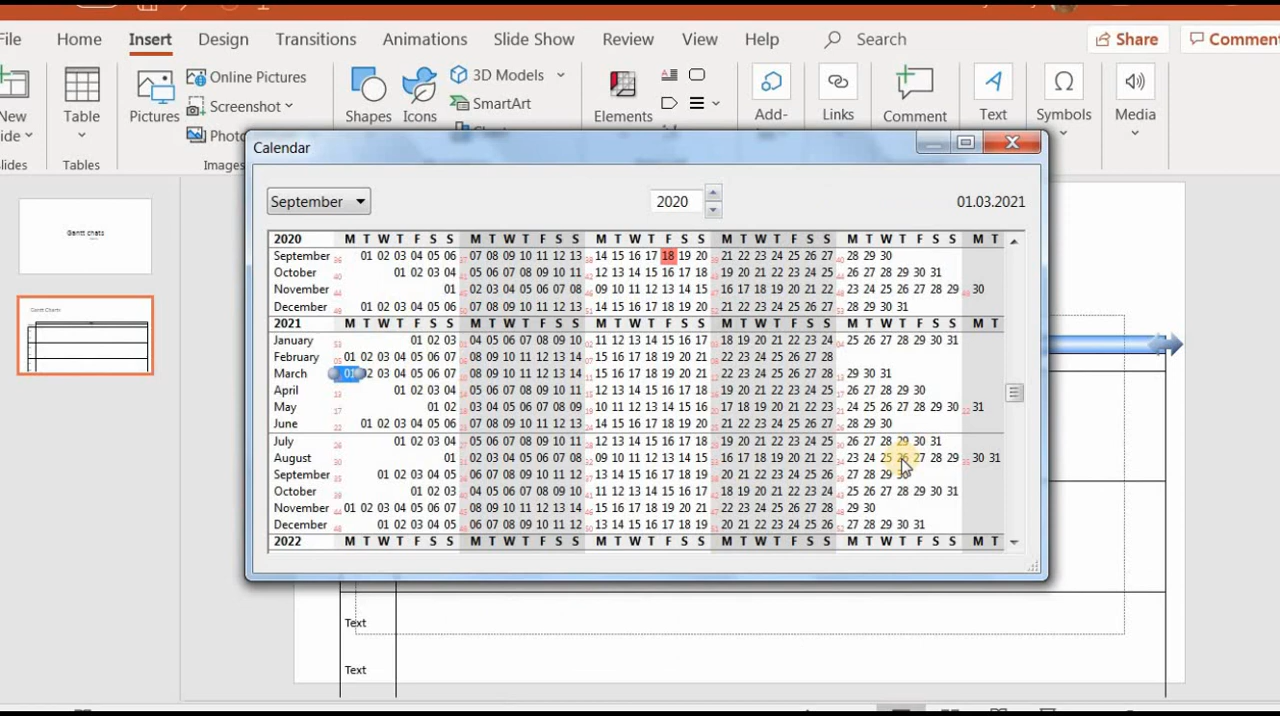 File Home Insert Design Transitions Animations Slide Show Review View Help Search Share Comment
Online Pictures
3D Models
Screenshot
SmartArt
New
Table
Pictures
Shapes
Icons
Elements
Add-
Links
Comment
Text
Symbols
Media
Tables
Images
Calendar
September 2020 01.03.2021
2020 M T W T F S S M T W T F S S M T W T F S S M T W T F S S M T W T F S S M T
September 36 01 02 03 04 05 06 37 07 08 09 10 11 12 13 38 14 15 16 17 18 19 20 39 21 22 23 24 25 26 27 40 28 29 30
October 40 01 02 03 04 05 06 07 08 09 10 11 12 13 14 15 16 17 18 19 20 21 22 23 24 25 26 27 28 29 30 31
November 44 01 02 03 04 05 06 07 08 09 10 11 12 13 14 15 16 17 18 19 20 21 22 23 24 25 26 27 28 29 30
December 49 01 02 03 04 05 06 07 08 09 10 11 12 13 14 15 16 17 18 19 20 21 22 23 24 25 26 27 28 29 30 31
2021 M T W T F S S M T W T F S S M T W T F S S M T W T F S S M T W T F S S M T
January 53 01 02 03 04 05 06 07 08 09 10 11 12 13 14 15 16 17 18 19 20 21 22 23 24 25 26 27 28 29 30 31
February 05 01 02 03 04 05 06 07 08 09 10 11 12 13 14 15 16 17 18 19 20 21 22 23 24 25 26 27 28
March 01 02 03 04 05 06 07 08 09 10 11 12 13 14 15 16 17 18 19 20 21 22 23 24 25 26 27 28 29 30 31
April 13 01 02 03 04 05 06 07 08 09 10 11 12 13 14 15 16 17 18 19 20 21 22 23 24 25 26 27 28 29 30
May 17 01 02 03 04 05 06 07 08 09 10 11 12 13 14 15 16 17 18 19 20 21 22 23 24 25 26 27 28 29 30 31
June 22 01 02 03 04 05 06 07 08 09 10 11 12 13 14 15 16 17 18 19 20 21 22 23 24 25 26 27 28 29 30
July 26 01 02 03 04 05 06 07 08 09 10 11 12 13 14 15 16 17 18 19 20 21 22 23 24 25 26 27 28 29 30 31
August 30 01 02 03 04 05 06 07 08 09 10 11 12 13 14 15 16 17 18 19 20 21 22 23 24 25 26 27 28 29 30 31
September 35 01 02 03 04 05 06 07 08 09 10 11 12 13 14 15 16 17 18 19 20 21 22 23 24 25 26 27 28 29 30
October 39 01 02 03 04 05 06 07 08 09 10 11 12 13 14 15 16 17 18 19 20 21 22 23 24 25 26 27 28 29 30 31
November 44 01 02 03 04 05 06 07 08 09 10 11 12 13 14 15 16 17 18 19 20 21 22 23 24 25 26 27 28 29 30
December 48 01 02 03 04 05 06 07 08 09 10 11 12 13 14 15 16 17 18 19 20 21 22 23 24 25 26 27 28 29 30 31
2022 M T W T F S S M T W T F S S M T W T F S S M T W T F S S M T W T F S S M T
Gantt chats
Gantt Charts
Text
Text